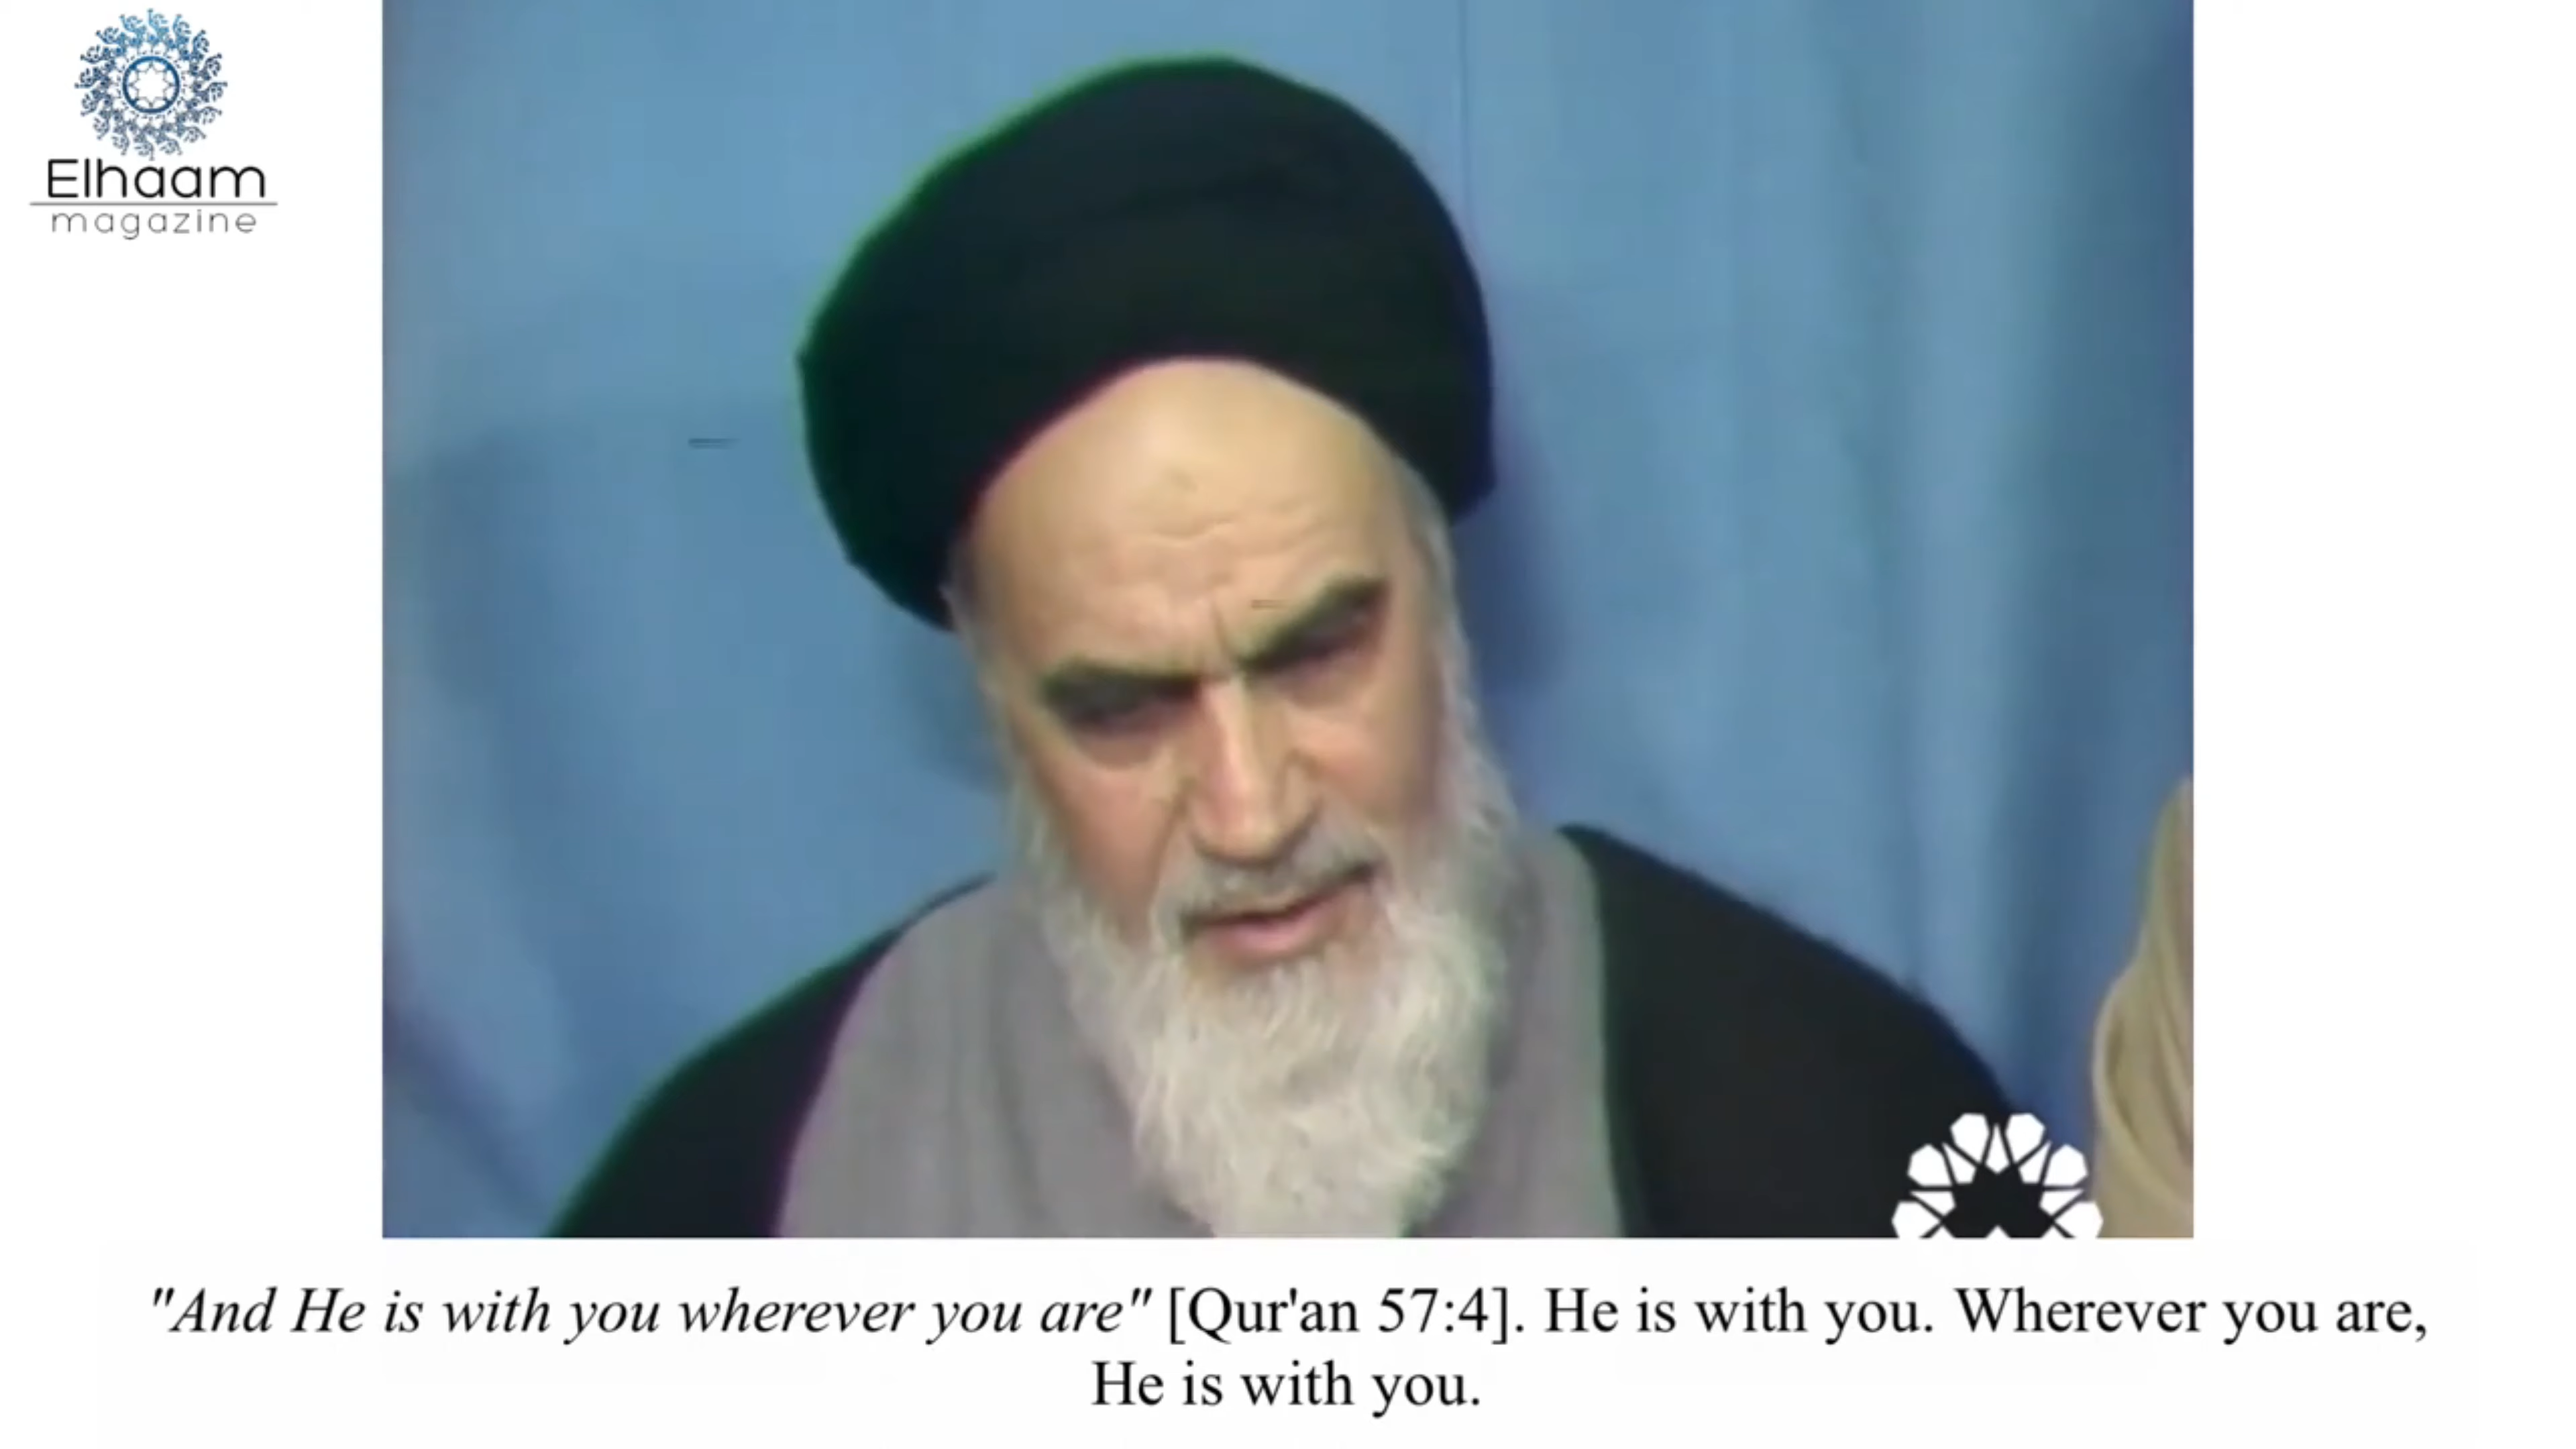 Elhaam
magazine
"And He is with you wherever you are" [Qur'an 57:4]. He is with you. Wherever you are,
He is with you.